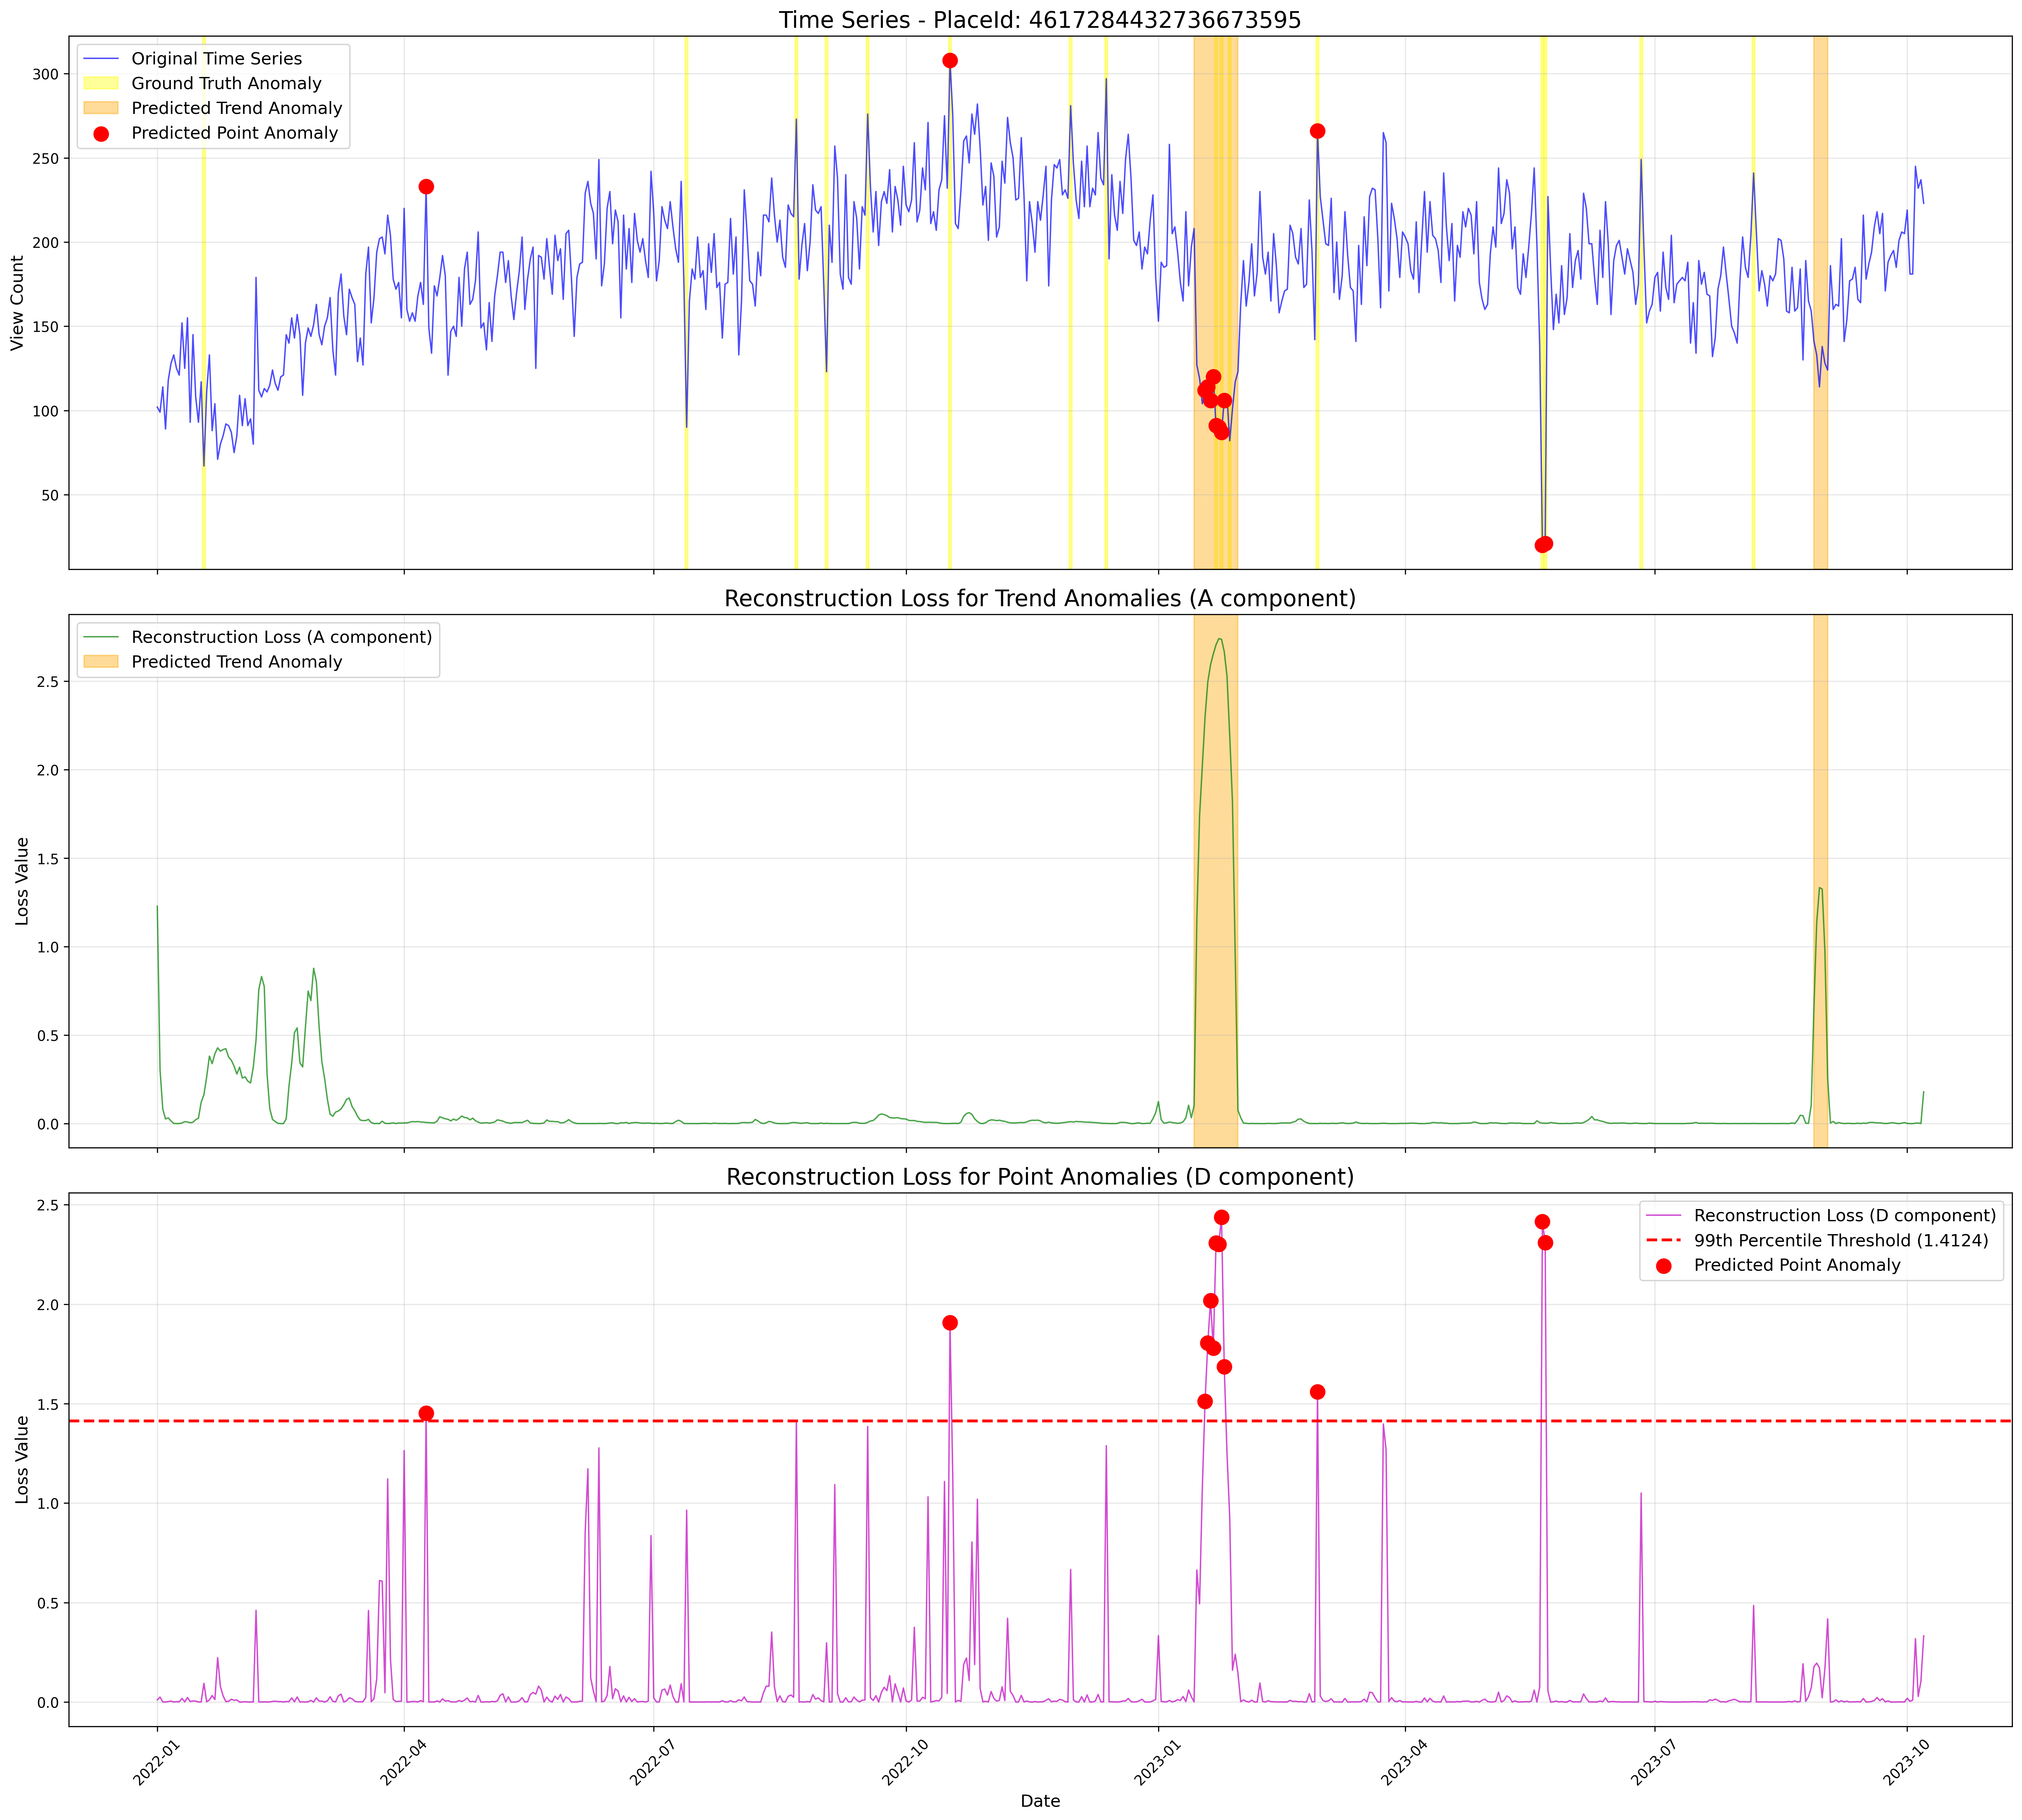 Time Series - PlaceId: 4617284432736673595
Original Time Series
Ground Truth Anomaly
Predicted Trend Anomaly
Predicted Point Anomaly
View Count
300
250
200
150
100
50
Reconstruction Loss for Trend Anomalies (A component)
Reconstruction Loss (A component)
Predicted Trend Anomaly
Loss Value
2.5
2.0
1.5
1.0
0.5
0.0
Reconstruction Loss for Point Anomalies (D component)
Reconstruction Loss (D component)
99th Percentile Threshold (1.4124)
Predicted Point Anomaly
Loss Value
2.5
2.0
1.5
1.0
0.5
0.0
2022-01
2022-04
2022-07
2022-10
2023-01
2023-04
2023-07
2023-10
Date